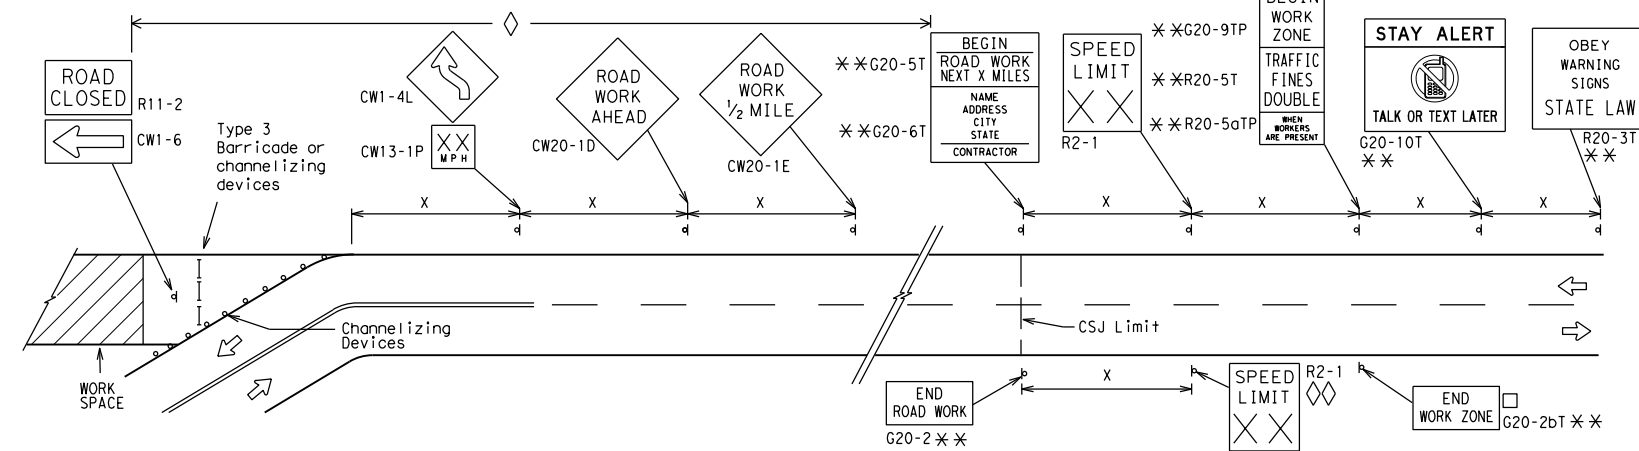 ROAD
CLOSED
R11-2
CW1-6
Type 3
Barricade or
channelizing
devices
CW1-4L
XX
MPH
CW13-1P
ROAD
WORK
AHEAD
CW20-1D
ROAD
WORK
1/2 MILE
CW20-1E
**G20-5T
BEGIN
ROAD WORK
NEXT X MILES
**G20-6T
NAME
ADDRESS
CITY
STATE
CONTRACTOR
SPEED
LIMIT
XX
R2-1
**G20-9TP
BEGIN
WORK
ZONE
**R20-5T
TRAFFIC
FINES
DOUBLE
**R20-5aTP
WHEN
WORKERS
ARE PRESENT
STAY ALERT
TALK OR TEXT LATER
G20-10T
**
OBEY
WARNING
SIGNS
STATE LAW
R20-3T
**
X X X X X X X
Channelizing
Devices
CSJ Limit
WORK
SPACE
END
ROAD WORK
G20-2 **
X
SPEED
LIMIT
XX
R2-1
END
WORK ZONE
G20-2bT **